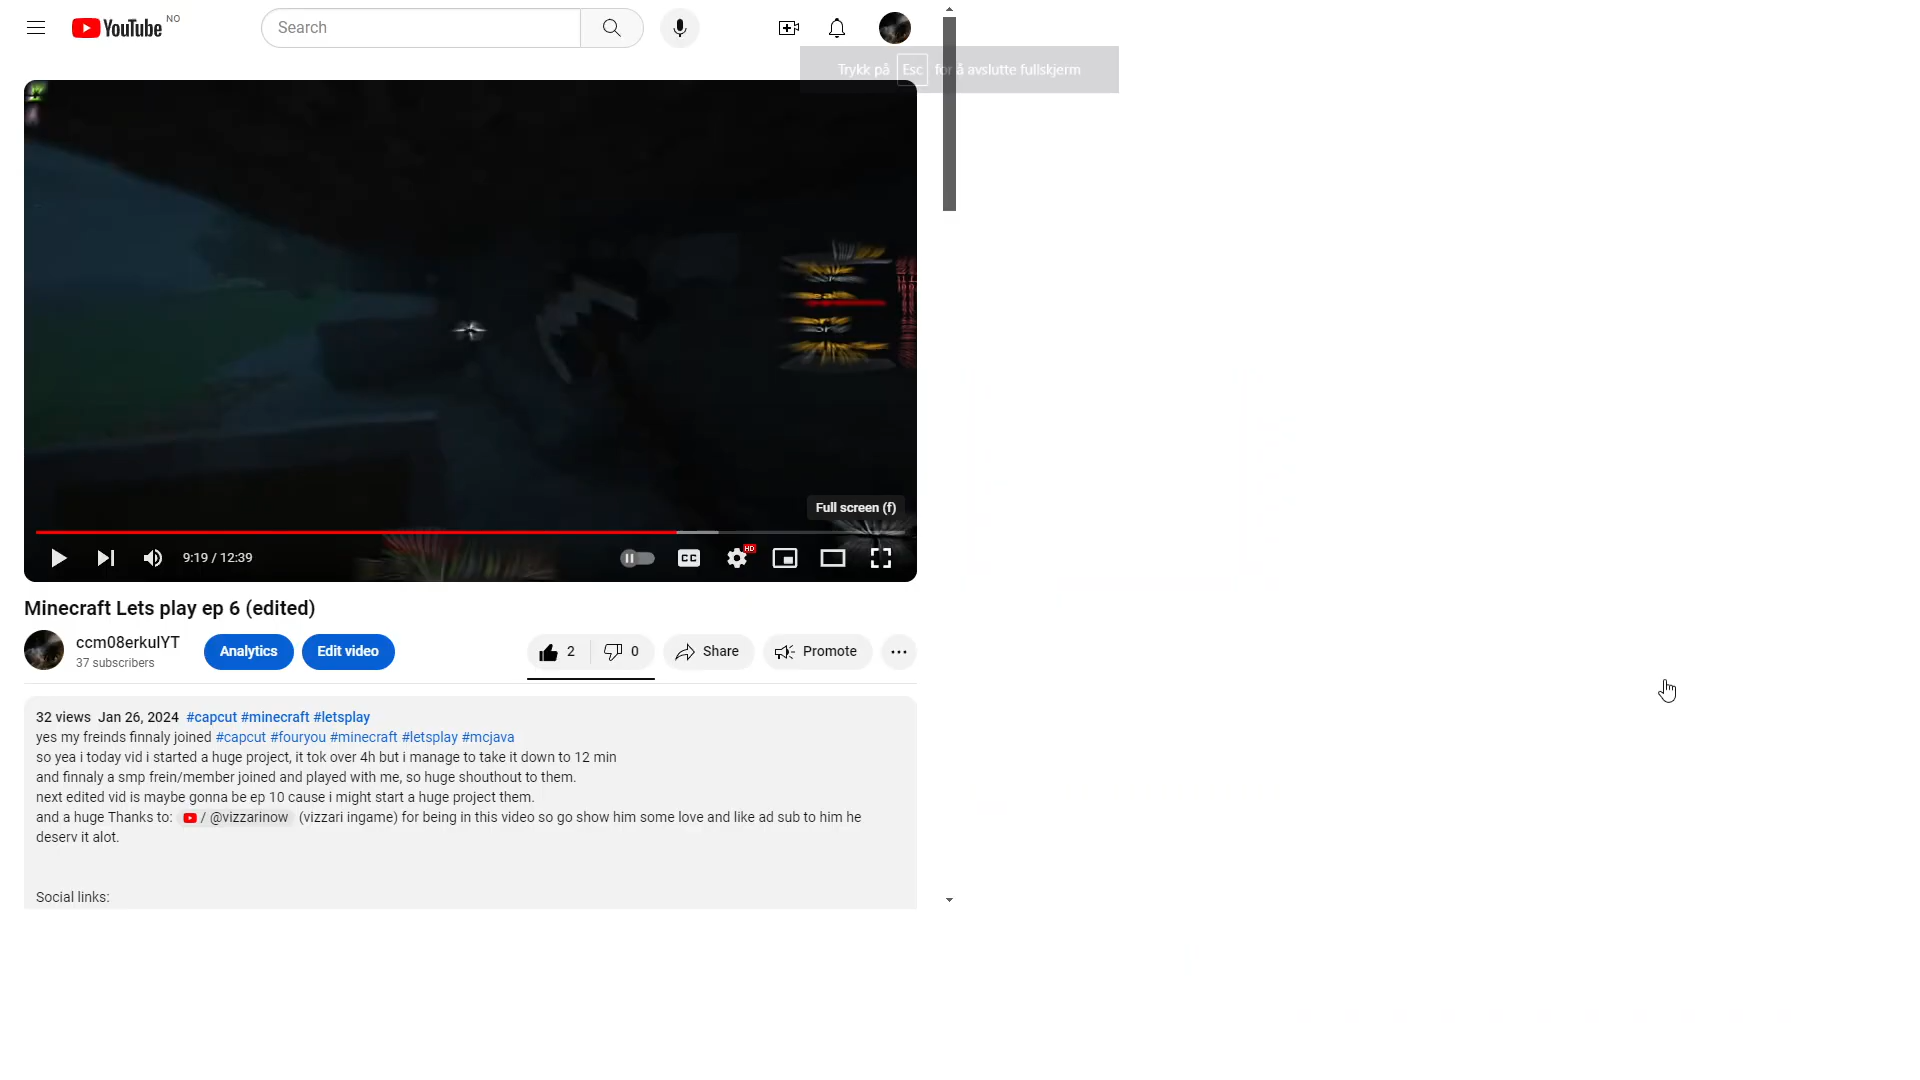 YouTube NO
Search
Trykk på Esc for å avslutte fullskjerm
Full screen (f)
9:19 / 12:39
CC
HD
Minecraft Lets play ep 6 (edited)
ccm08erkulYT
37 subscribers
Analytics
Edit video
2
0
Share
Promote
32 views Jan 26, 2024 #capcut #minecraft #letsplay
yes my freinds finnaly joined #capcut #fouryou #minecraft #letsplay #mcjava
so yea i today vid i started a huge project, it tok over 4h but i manage to take it down to 12 min
and finnaly a smp frein/member joined and played with me, so huge shouthout to them.
next edited vid is maybe gonna be ep 10 cause i might start a huge project them.
and a huge Thanks to: / @vizzarinow (vizzari ingame) for being in this video so go show him some love and like ad sub to him he
deserv it alot.
Social links: